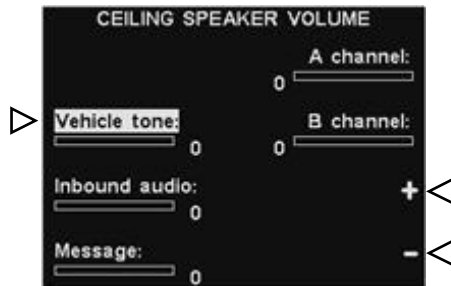 CEILING SPEAKER VOLUME
A channel:
0
Vehicle tone:
0
B channel:
0
Inbound audio:
0
+
Message:
0
-